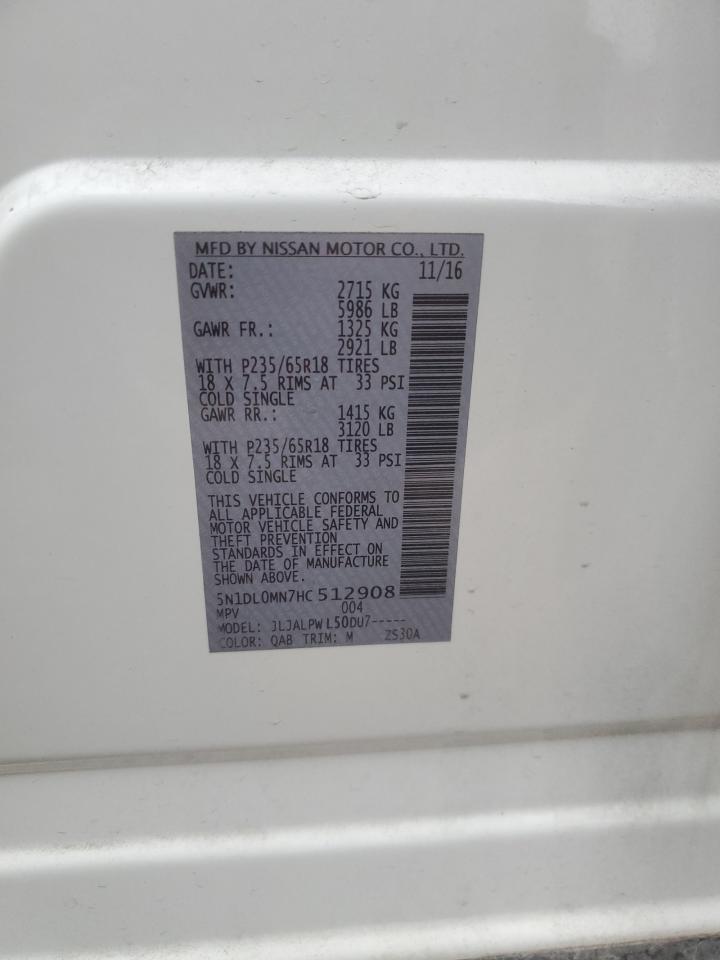 MFD BY NISSAN MOTOR CO., LTD.
DATE: 11/16
GVWR: 2715 KG
5986 LB
GAWR FR.: 1325 KG
2921 LB
WITH P235/65R18 TIRES
18 X 7.5 RIMS AT 33 PSI
COLD SINGLE
GAWR RR.: 1415 KG
3120 LB
WITH P235/65R18 TIRES
18 X 7.5 RIMS AT 33 PSI
COLD SINGLE
THIS VEHICLE CONFORMS TO
ALL APPLICABLE FEDERAL
MOTOR VEHICLE SAFETY AND
THEFT PREVENTION
STANDARDS IN EFFECT ON
THE DATE OF MANUFACTURE
SHOWN ABOVE.
5N1DL0MN7HC512908
MPV 004
MODEL: JLJALPWL50DU7-----
COLOR: QAB TRIM: M ZS30A